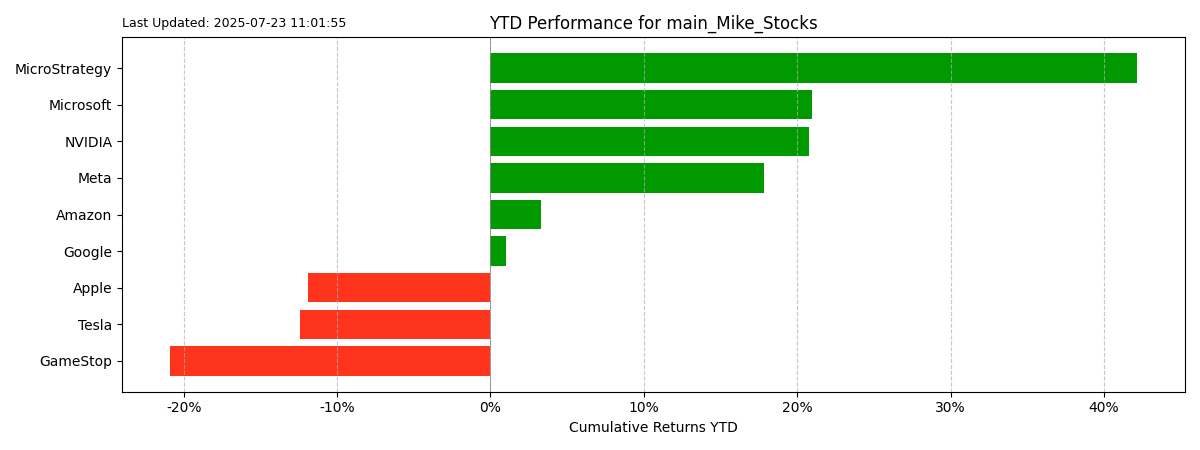 Last Updated: 2025-07-23 11:01:55
YTD Performance for main_Mike_Stocks
MicroStrategy
Microsoft
NVIDIA
Meta
Amazon
Google
Apple
Tesla
GameStop
-20% -10% 0% 10% 20% 30% 40%
Cumulative Returns YTD